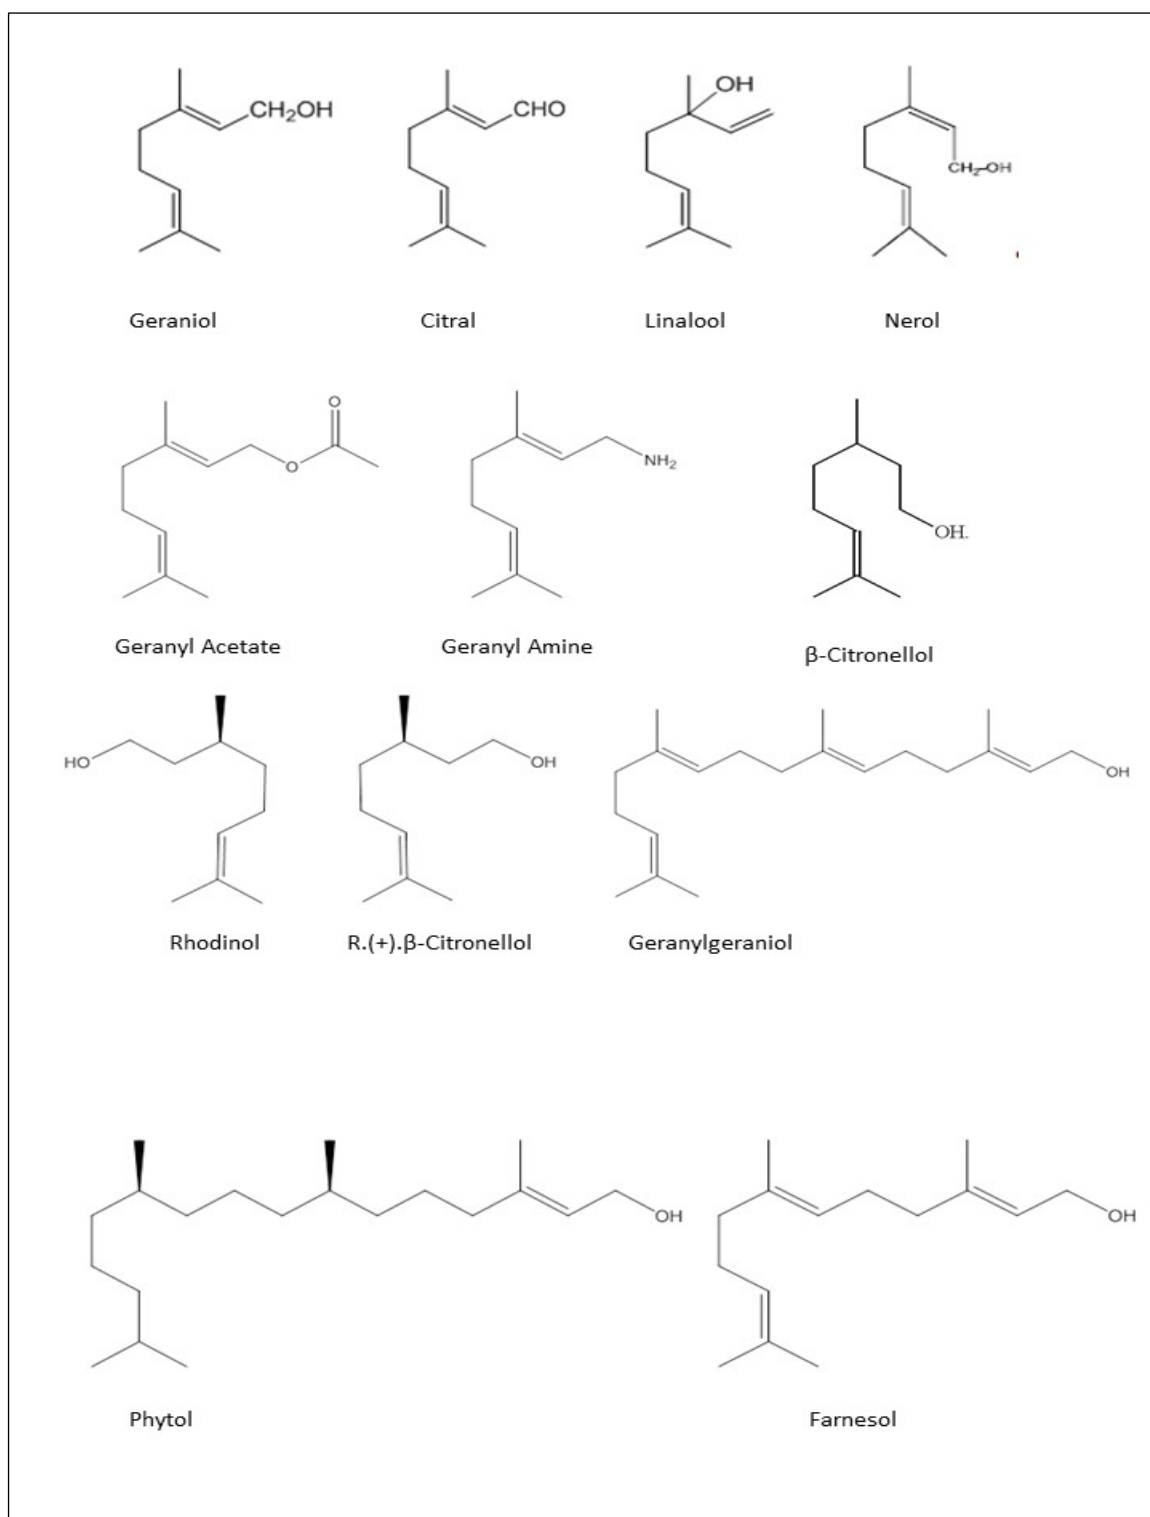 CH2OH CHO OH CH2-OH
Geraniol Citral Linalool Nerol
O
O NH2 OH.
Geranyl Acetate Geranyl Amine β-Citronellol
HO OH OH
Rhodinol R.(+).β-Citronellol Geranylgeraniol
OH OH
Phytol Farnesol